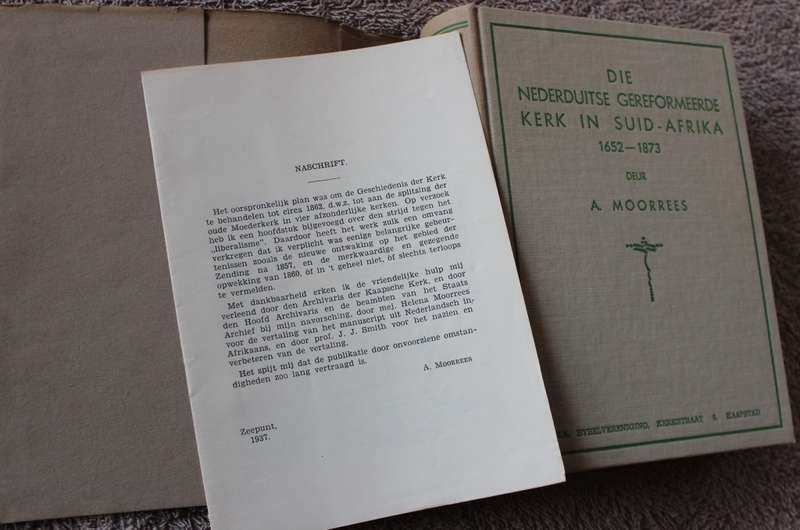 NASCHRIFT.
Het oorspronkelijk plan was om de Geschiedenis der Kerk
te behandelen tot circa 1862, d.w.z. tot aan de splitsing der
oude Moederkerk in vier afzonderlijke kerken. Op verzoek
heb ik een hoofdstuk bijgevoegd over den strijd tegen het
„liberalisme”. Daardoor heeft het werk zulk een omvang
verkregen dat ik verplicht was eenige belangrijke gebeur-
tenissen zooals de nieuwe ontwaking op het gebied der
Zending na 1857, en de merkwaardige en gezegende
opwekking van 1860, òf in 't geheel niet, òf slechts terloops
te vermelden.
Met dankbaarheid erken ik de vriendelijke hulp mij
verleend door den Archivaris der Kaapsche Kerk, en door
den Hoofd Archivaris en de beambten van het Staats
Archief bij mijn navorsching, door mej. Helena Moorrees
voor de vertaling van het manuscript uit Nederlandsch in
Afrikaans, en door prof. J. J. Smith voor het nazien en
verbeteren van de vertaling.
Het spijt mij dat de publikatie door onvoorziene omstan-
digheden zoo lang vertraagd is.
A. MOORREES
Zeepunt,
1937.
DIE
NEDERDUITSE GEREFORMEERDE
KERK IN SUID-AFRIKA
1652—1873
DEUR
A. MOORREES
BYBELVERENIGING, KERKSTRAAT 6, KAAPSTAD